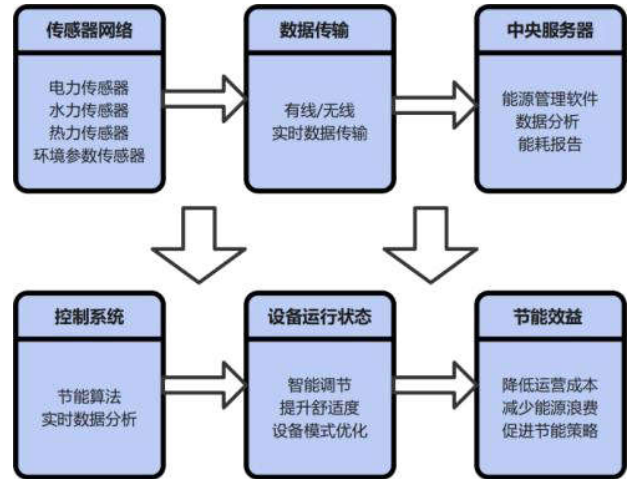 传感器网络
电力传感器
水力传感器
热力传感器
环境参数传感器
数据传输
有线/无线
实时数据传输
中央服务器
能源管理软件
数据分析
能耗报告
控制系统
节能算法
实时数据分析
设备运行状态
智能调节
提升舒适度
设备模式优化
节能效益
降低运营成本
减少能源浪费
促进节能策略